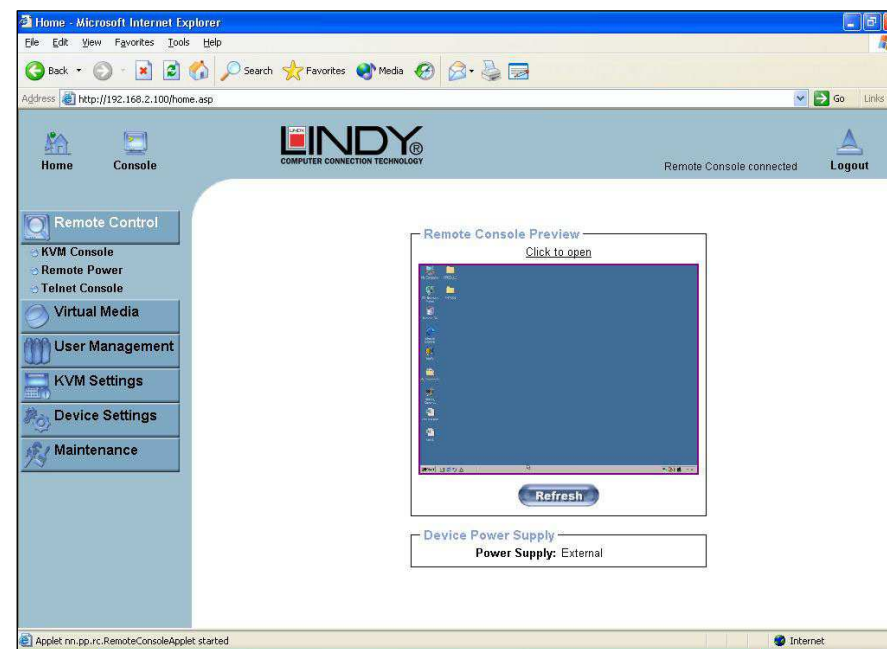 Home - Microsoft Internet Explorer
File Edit View Favorites Tools Help
Back Search Favorites Media
Address http://192.168.2.100/home.asp Go Links
Home Console
LINDY®
COMPUTER CONNECTION TECHNOLOGY
Remote Console connected Logout
Remote Control
KVM Console
Remote Power
Telnet Console
Virtual Media
User Management
KVM Settings
Device Settings
Maintenance
Remote Console Preview
Click to open
Refresh
Device Power Supply
Power Supply: External
Applet nn.pp.rc.RemoteConsoleApplet started Internet